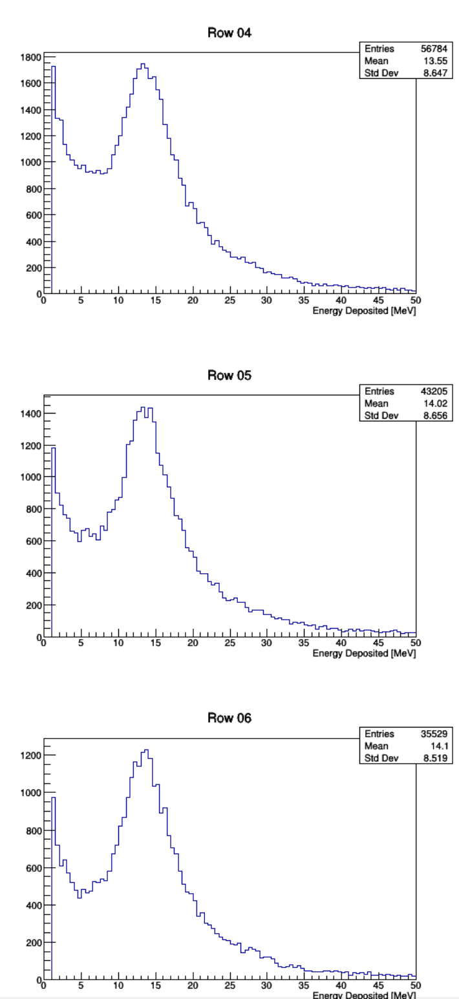 Row 04
Entries 56784
Mean 13.55
Std Dev 8.647
1800
1600
1400
1200
1000
800
600
400
200
0
0 5 10 15 20 25 30 35 40 45 50
Energy Deposited [MeV]
Row 05
Entries 43205
Mean 14.02
Std Dev 8.656
1400
1200
1000
800
600
400
200
0
0 5 10 15 20 25 30 35 40 45 50
Energy Deposited [MeV]
Row 06
Entries 35529
Mean 14.1
Std Dev 8.519
1200
1000
800
600
400
200
0
0 5 10 15 20 25 30 35 40 45 50
Energy Deposited [MeV]